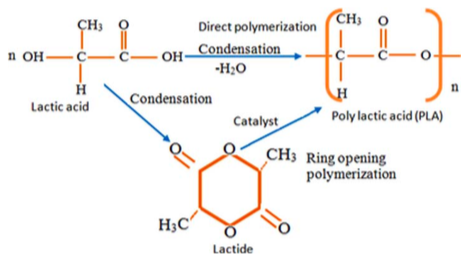 CH3 O
n OH—C—C—OH
H
Lactic acid
Direct polymerization
Condensation
-H2O
CH3 O
C—C—O
H
n
Poly lactic acid (PLA)
Condensation
Catalyst
O O
CH3
H3C
O O
Lactide
Ring opening
polymerization